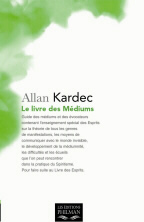 Allan Kardec
Le livre des Médiums
Guide des médiums et des évocateurs
contenant l'enseignement spécial des Esprits
sur la théorie de tous les genres
de manifestations, les moyens de
communiquer avec le monde invisible,
le développement de la médiumnité,
les difficultés et les écueils
que l'on peut rencontrer
dans la pratique du Spiritisme.
Pour faire suite au Livre des Esprits.
LES ÉDITIONS
PHILMAN